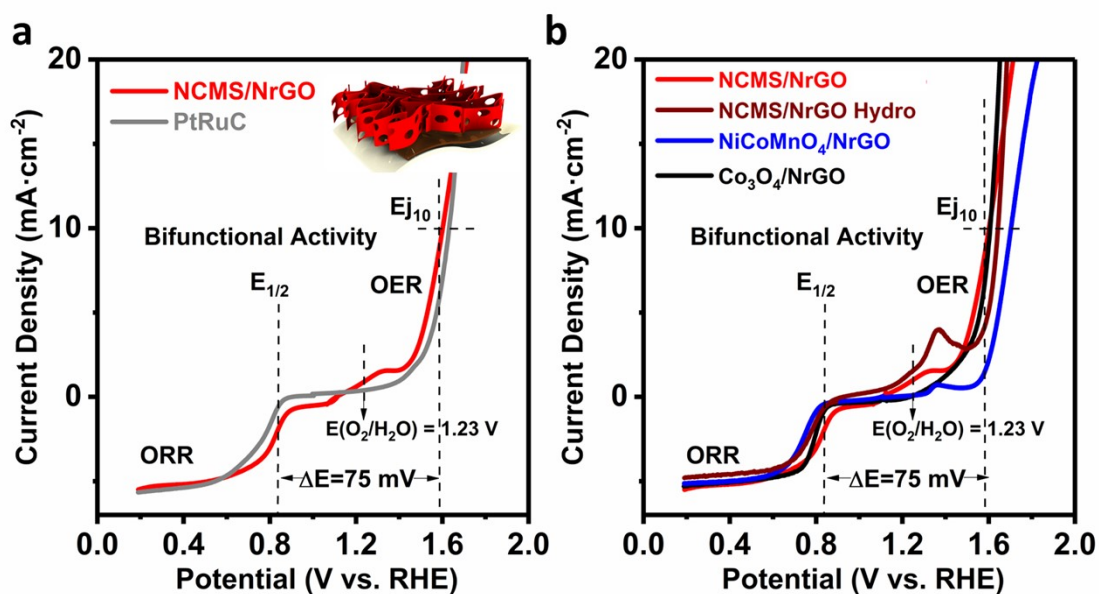 a
NCMS/NrGO
PtRuC
Ej₁₀
Bifunctional Activity
E₁/₂
OER
E(O₂/H₂O) = 1.23 V
ORR
ΔE=75 mV
20
10
0
0.0 0.4 0.8 1.2 1.6 2.0
Current Density (mA·cm⁻²)
Potential (V vs. RHE)
b
NCMS/NrGO
NCMS/NrGO Hydro
NiCoMnO₄/NrGO
Co₃O₄/NrGO
Ej₁₀
Bifunctional Activity
E₁/₂
OER
E(O₂/H₂O) = 1.23 V
ORR
ΔE=75 mV
20
10
0
0.0 0.4 0.8 1.2 1.6 2.0
Current Density (mA·cm⁻²)
Potential (V vs. RHE)